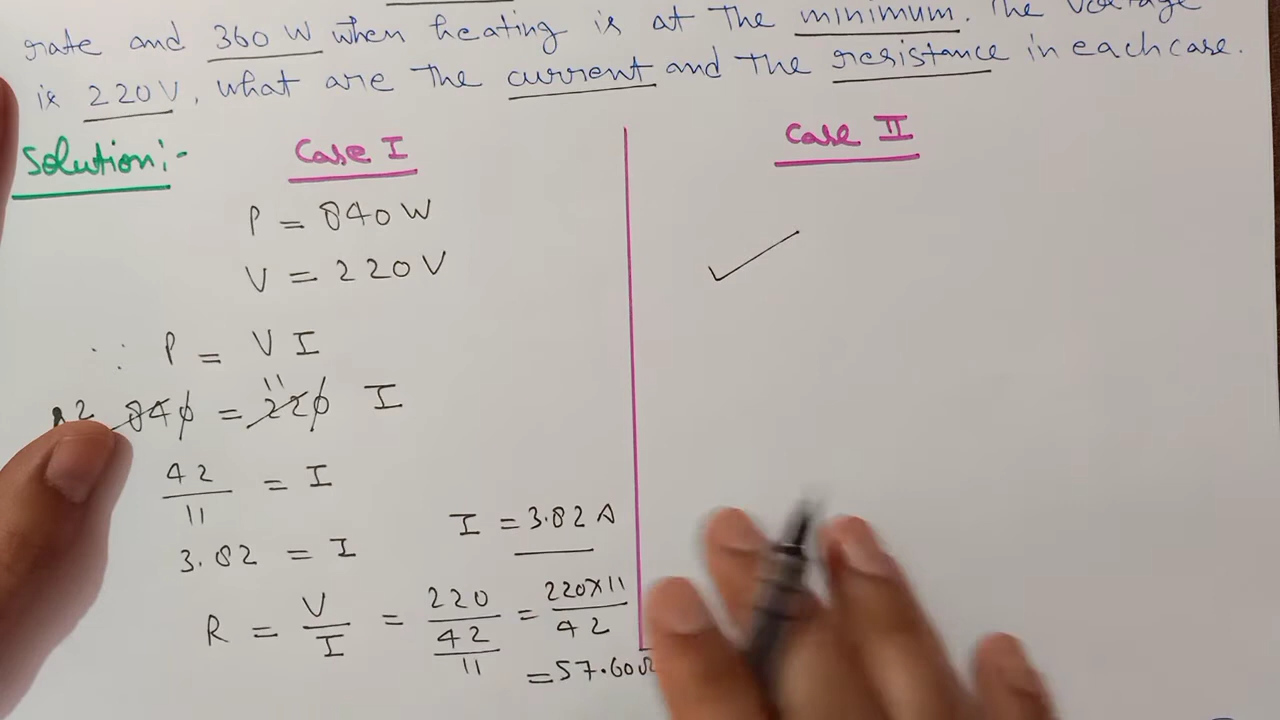 rate and 360 W when heating is at The minimum. The Voltage
is 220V, what are The current and The resistance in each case.
Solution:-
Case I
P = 840 W
V = 220 V
∵ P = V I
42 840 = 11 220 I
42/11 = I
3.82 = I
I = 3.82 A
R = V/I = 220/(42/11) = 220×11/42
= 57.60Ω
Case II